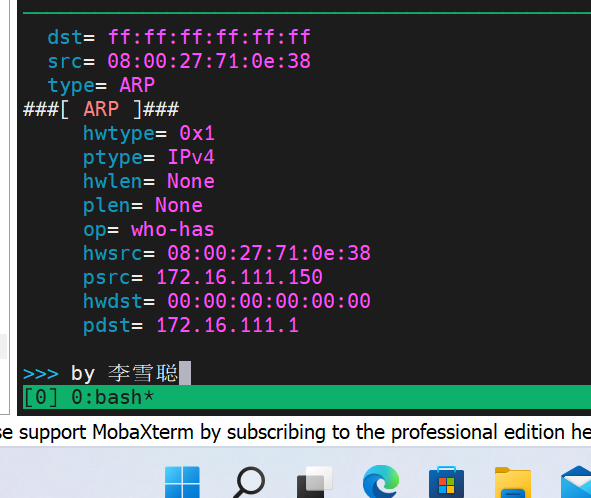 dst= ff:ff:ff:ff:ff:ff
src= 08:00:27:71:0e:38
type= ARP
###[ ARP ]###
hwtype= 0x1
ptype= IPv4
hwlen= None
plen= None
op= who-has
hwsrc= 08:00:27:71:0e:38
psrc= 172.16.111.150
hwdst= 00:00:00:00:00:00
pdst= 172.16.111.1
>>> by 李雪聪
[0] 0:bash*
se support MobaXterm by subscribing to the professional edition he